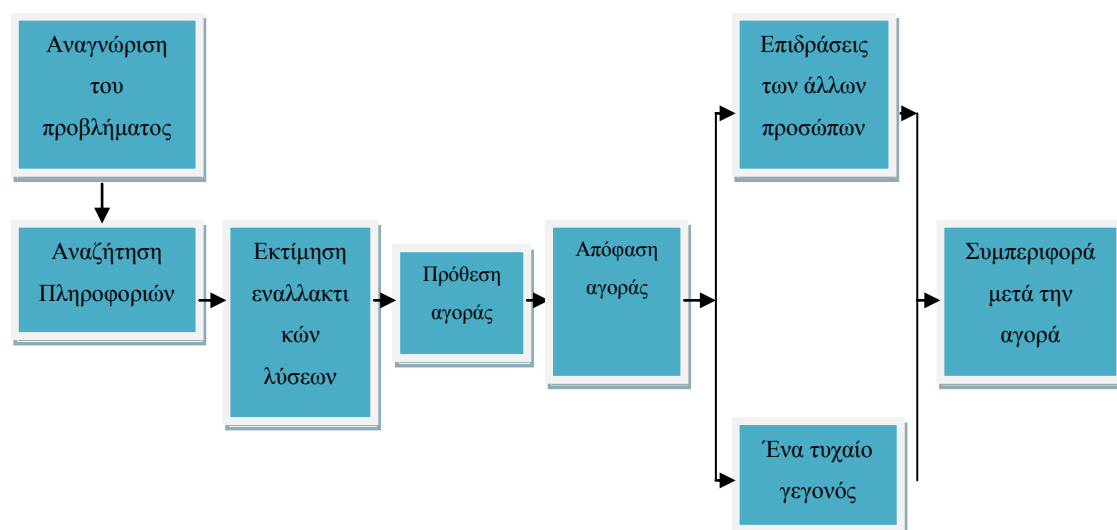 Αναγνώριση
του
προβλήματος
Αναζήτηση
Πληροφοριών
Εκτίμηση
εναλλακτι
κών
λύσεων
Πρόθεση
αγοράς
Απόφαση
αγοράς
Επιδράσεις
των άλλων
προσώπων
Ένα τυχαίο
γεγονός
Συμπεριφορά
μετά την
αγορά